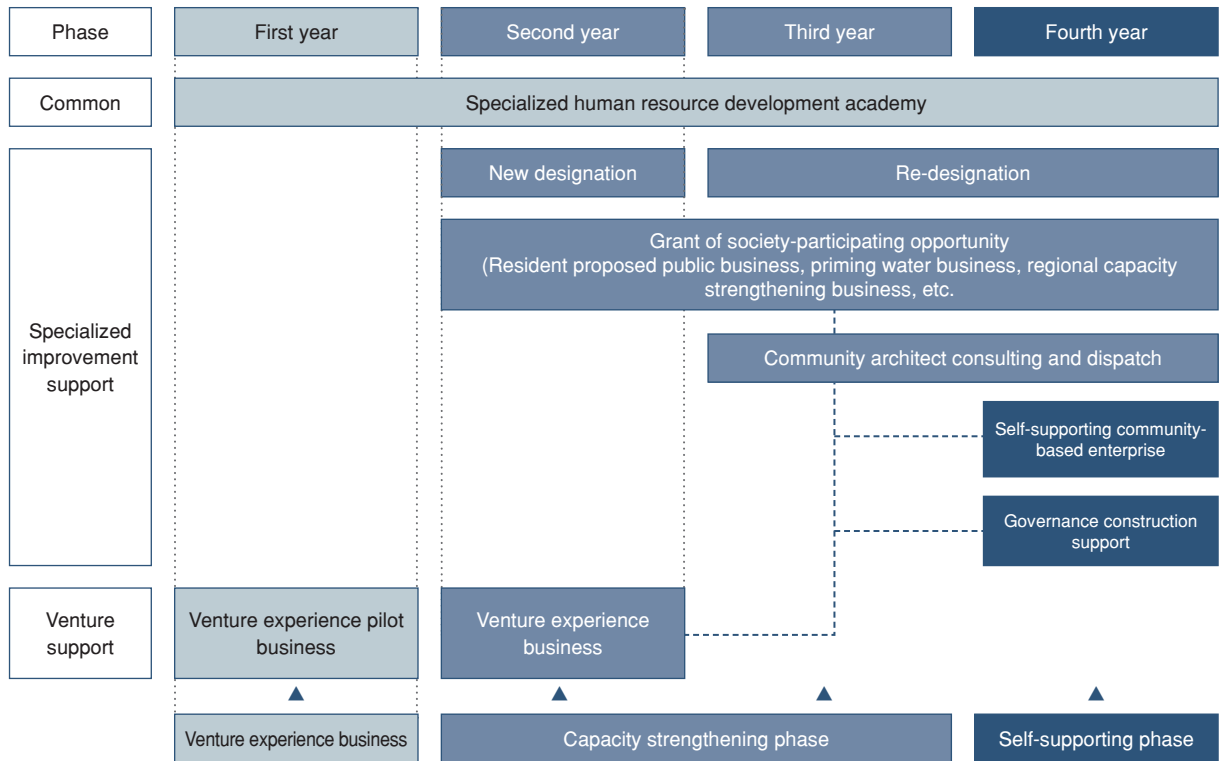 Phase
First year
Second year
Third year
Fourth year
Common
Specialized human resource development academy
New designation
Re-designation
Grant of society-participating opportunity
(Resident proposed public business, priming water business, regional capacity
strengthening business, etc.
Specialized
improvement
support
Community architect consulting and dispatch
Self-supporting community-
based enterprise
Governance construction
support
Venture
support
Venture experience pilot
business
Venture experience
business
Venture experience business
Capacity strengthening phase
Self-supporting phase